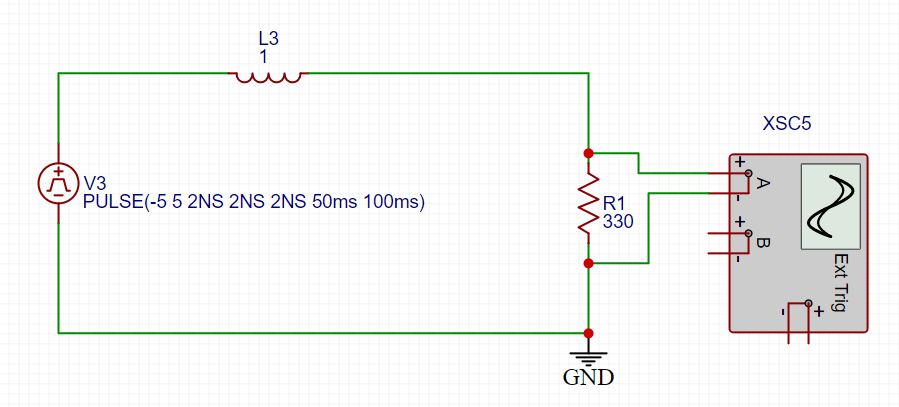 L3
1
XSC5
V3
PULSE(-5 5 2NS 2NS 2NS 50ms 100ms)
R1
330
+
A
-
+
B
-
Ext Trig
-
+
GND